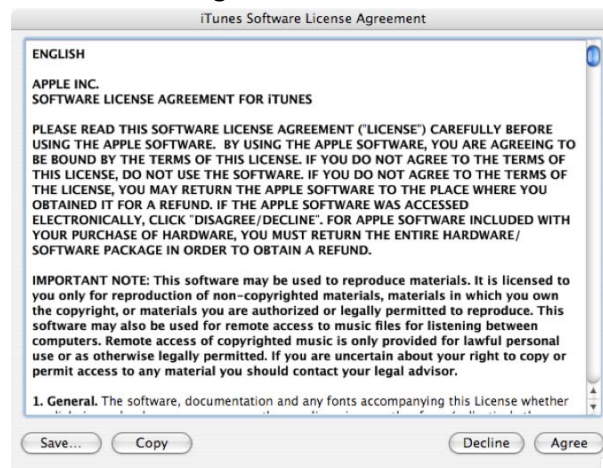 iTunes Software License Agreement
ENGLISH
APPLE INC.
SOFTWARE LICENSE AGREEMENT FOR iTUNES
PLEASE READ THIS SOFTWARE LICENSE AGREEMENT ("LICENSE") CAREFULLY BEFORE
USING THE APPLE SOFTWARE.  BY USING THE APPLE SOFTWARE, YOU ARE AGREEING TO
BE BOUND BY THE TERMS OF THIS LICENSE. IF YOU DO NOT AGREE TO THE TERMS OF
THIS LICENSE, DO NOT USE THE SOFTWARE. IF YOU DO NOT AGREE TO THE TERMS OF
THE LICENSE, YOU MAY RETURN THE APPLE SOFTWARE TO THE PLACE WHERE YOU
OBTAINED IT FOR A REFUND. IF THE APPLE SOFTWARE WAS ACCESSED
ELECTRONICALLY, CLICK "DISAGREE/DECLINE". FOR APPLE SOFTWARE INCLUDED WITH
YOUR PURCHASE OF HARDWARE, YOU MUST RETURN THE ENTIRE HARDWARE/
SOFTWARE PACKAGE IN ORDER TO OBTAIN A REFUND.
IMPORTANT NOTE: This software may be used to reproduce materials. It is licensed to
you only for reproduction of non-copyrighted materials, materials in which you own
the copyright, or materials you are authorized or legally permitted to reproduce. This
software may also be used for remote access to music files for listening between
computers. Remote access of copyrighted music is only provided for lawful personal
use or as otherwise legally permitted. If you are uncertain about your right to copy or
permit access to any material you should contact your legal advisor.
1. General. The software, documentation and any fonts accompanying this License whether
Save... Copy Decline Agree